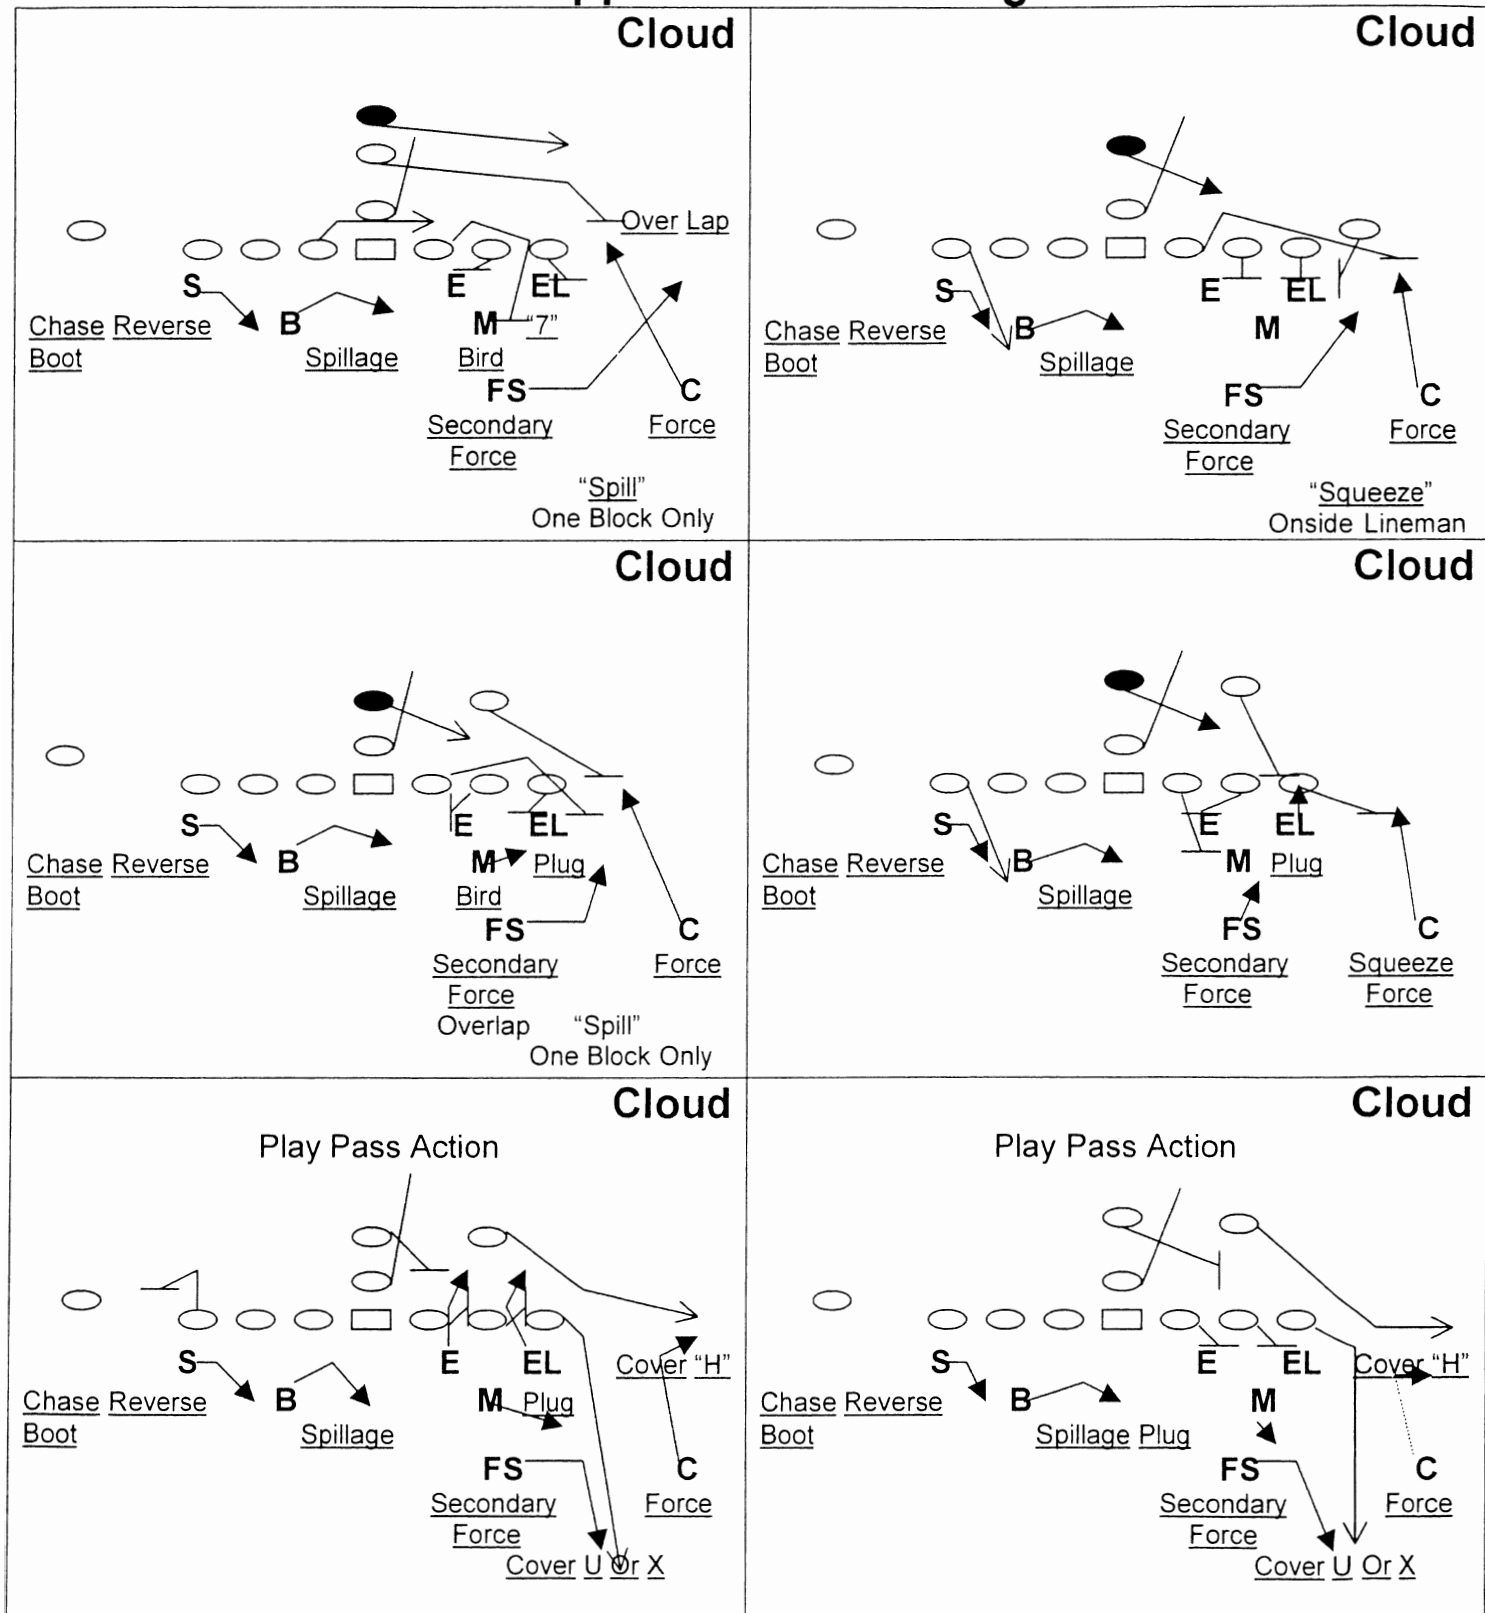 Cloud
Over Lap
S
EL
E
Chase Reverse
Boot
B
Spillage
M
"7"
Bird
FS
C
Secondary
Force
Force
"Spill"
One Block Only
Cloud
S
E
EL
Chase Reverse
Boot
B
Spillage
M
FS
C
Secondary
Force
Force
"Squeeze"
Onside Lineman
Cloud
S
E
EL
Chase Reverse
Boot
B
Spillage
M
Plug
Bird
FS
C
Secondary
Force
Force
Overlap
"Spill"
One Block Only
Cloud
S
E
EL
Chase Reverse
Boot
B
Spillage
M
Plug
FS
C
Secondary
Force
Squeeze
Force
Cloud
Play Pass Action
S
E
EL
Cover "H"
Chase Reverse
Boot
B
Spillage
M
Plug
FS
C
Secondary
Force
Force
Cover U Or X
Cloud
Play Pass Action
S
E
EL
Cover "H"
Chase Reverse
Boot
B
Spillage Plug
M
FS
C
Secondary
Force
Force
Cover U Or X